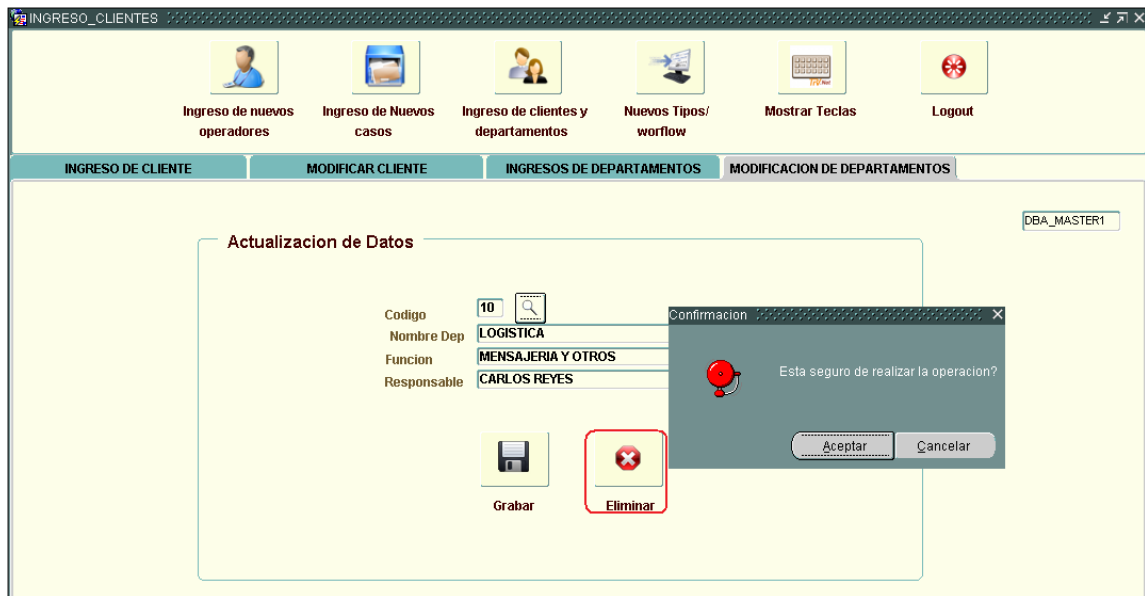 INGRESO_CLIENTES
Ingreso de nuevos
operadores
Ingreso de Nuevos
casos
Ingreso de clientes y
departamentos
Nuevos Tipos/
worflow
Mostrar Teclas
Logout
INGRESO DE CLIENTE
MODIFICAR CLIENTE
INGRESOS DE DEPARTAMENTOS
MODIFICACION DE DEPARTAMENTOS
DBA_MASTER1
Actualizacion de Datos
Codigo 10
Nombre Dep LOGISTICA
Funcion MENSAJERIA Y OTROS
Responsable CARLOS REYES
Confirmacion
Esta seguro de realizar la operacion?
Aceptar Cancelar
Grabar
Eliminar